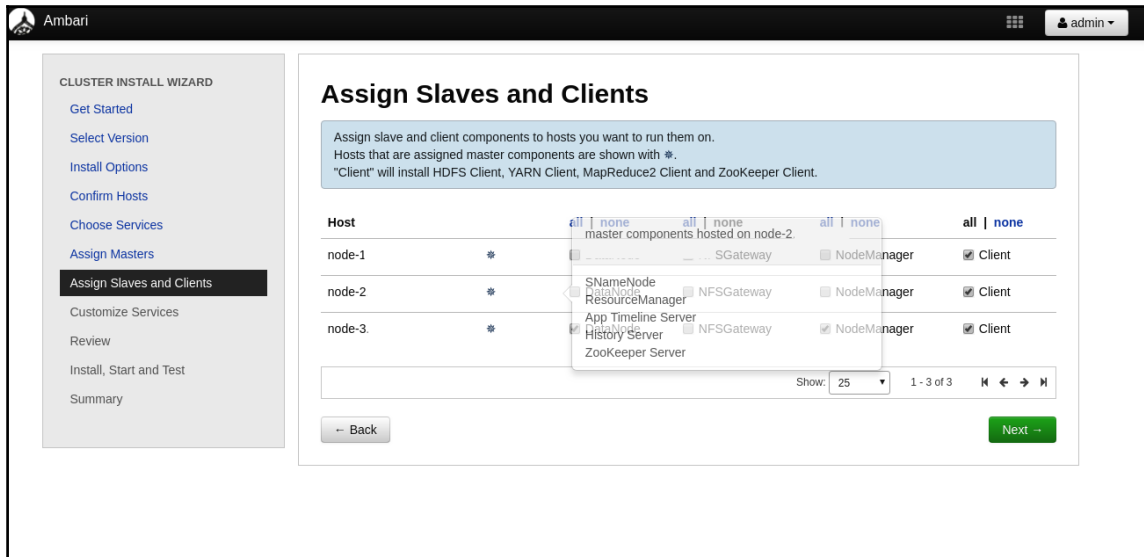 Ambari
admin
CLUSTER INSTALL WIZARD
Get Started
Select Version
Install Options
Confirm Hosts
Choose Services
Assign Masters
Assign Slaves and Clients
Customize Services
Review
Install, Start and Test
Summary
Assign Slaves and Clients
Assign slave and client components to hosts you want to run them on.
Hosts that are assigned master components are shown with ✵.
"Client" will install HDFS Client, YARN Client, MapReduce2 Client and ZooKeeper Client.
Host all | none all | none all | none all | none
master components hosted on node-2.
node-1 SGateway NodeManager Client
SNameNode
node-2 DataNode NFSGateway NodeManager Client
ResourceManager
App Timeline Server
node-3. DataNode NFSGateway NodeManager Client
History Server
ZooKeeper Server
Show: 25 1 - 3 of 3
← Back
Next →